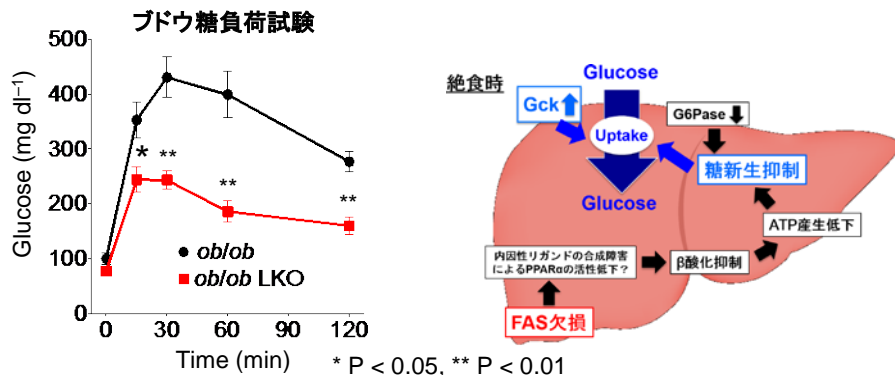 ブドウ糖負荷試験
Glucose (mg dl⁻¹)
500
400
300
200
100
0
*
**
**
**
ob/ob
ob/ob LKO
0
30
60
90
120
Time (min)
* P < 0.05, ** P < 0.01
絶食時
Glucose
Gck
Uptake
Glucose
G6Pase
糖新生抑制
ATP産生低下
内因性リガンドの合成障害
によるPPARαの活性低下？
β酸化抑制
FAS欠損